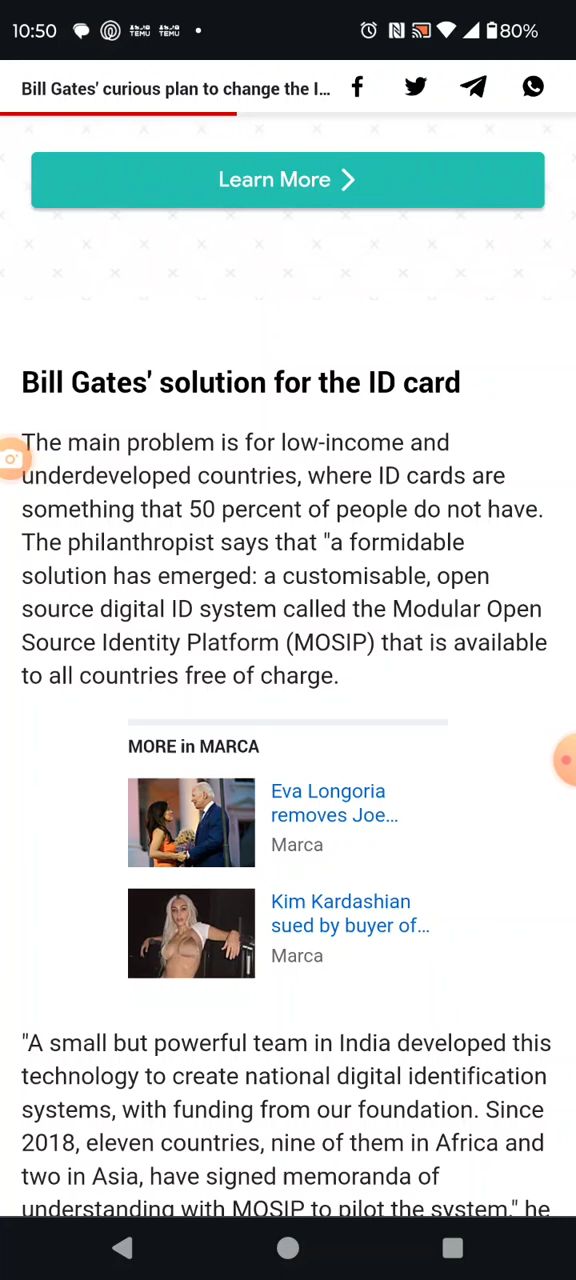 10:50
TEMU TEMU
80%
Bill Gates' curious plan to change the I...
Learn More
Bill Gates' solution for the ID card
The main problem is for low-income and
underdeveloped countries, where ID cards are
something that 50 percent of people do not have.
The philanthropist says that "a formidable
solution has emerged: a customisable, open
source digital ID system called the Modular Open
Source Identity Platform (MOSIP) that is available
to all countries free of charge.
MORE in MARCA
Eva Longoria
removes Joe...
Marca
Kim Kardashian
sued by buyer of...
Marca
"A small but powerful team in India developed this
technology to create national digital identification
systems, with funding from our foundation. Since
2018, eleven countries, nine of them in Africa and
two in Asia, have signed memoranda of
understanding with MOSIP to pilot the system," he